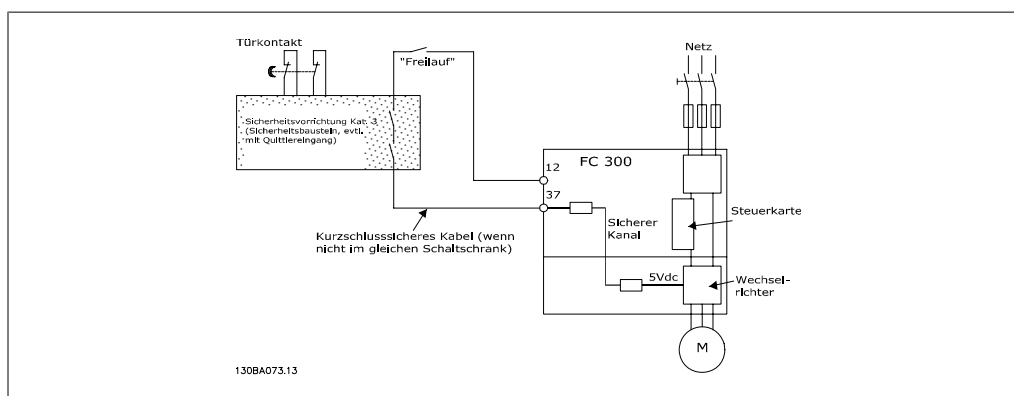 Türkontakt
"Freilauf"
Netz
Sicherheitsvorrichtung Kat. 3
(Sicherheitsbaustein, evtl.
mit Quittiereingang)
12
FC 300
37
Sicherer
Kanal
Steuerkarte
Kurzschlusssicheres Kabel (wenn
nicht im gleichen Schaltschrank)
5Vdc
Wechsel-
richter
M
130BA073.13